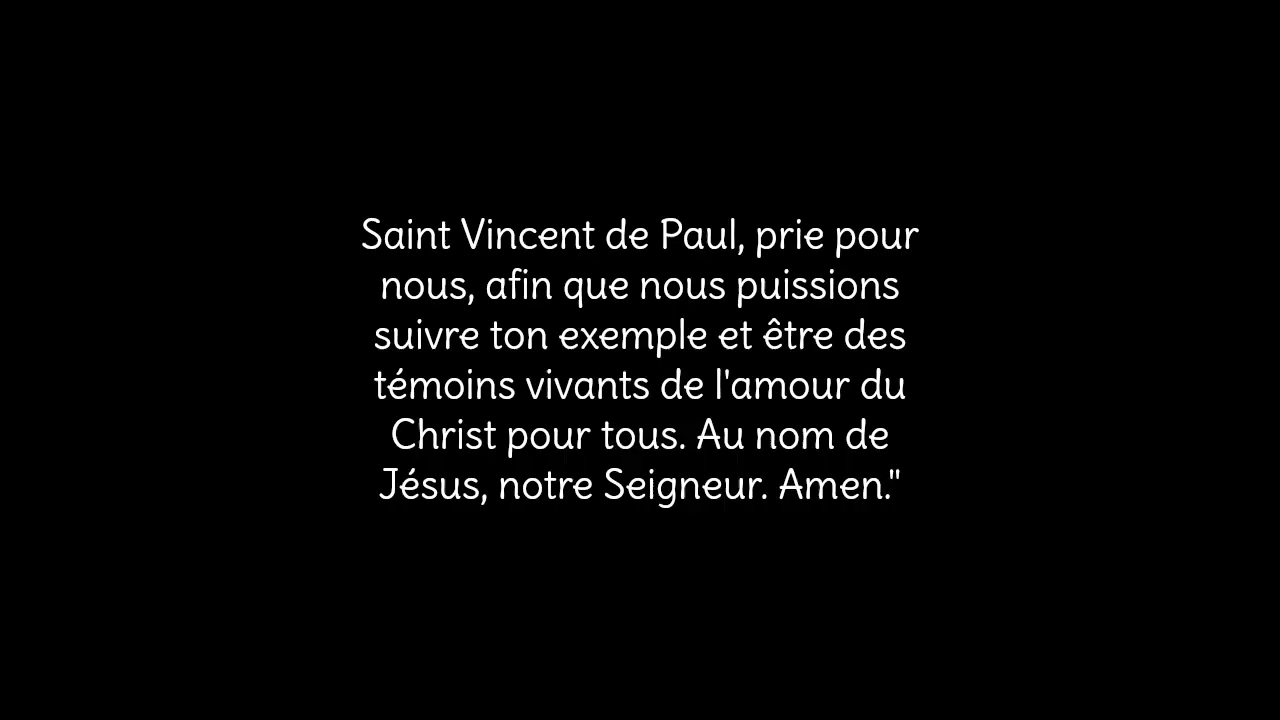 Saint Vincent de Paul, prie pour
nous, afin que nous puissions
suivre ton exemple et être des
témoins vivants de l'amour du
Christ pour tous. Au nom de
Jésus, notre Seigneur. Amen."